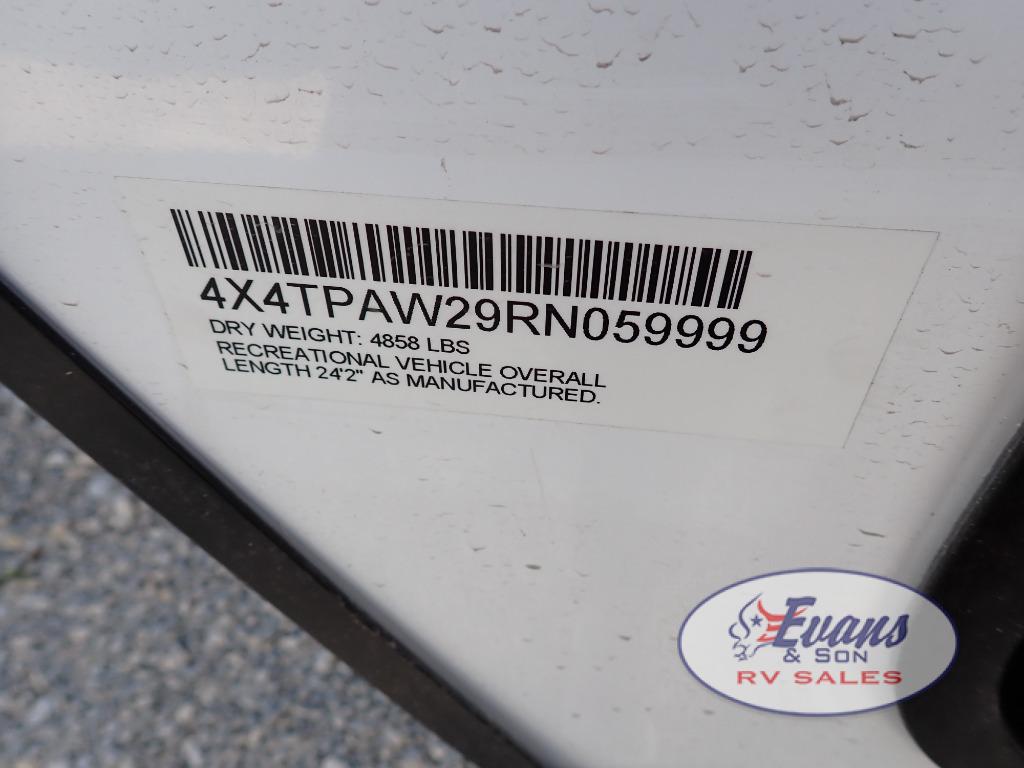 4X4TPAW29RN059999
DRY WEIGHT: 4858 LBS
RECREATIONAL VEHICLE OVERALL
LENGTH 24'2" AS MANUFACTURED.
Evans
& SON
RV SALES